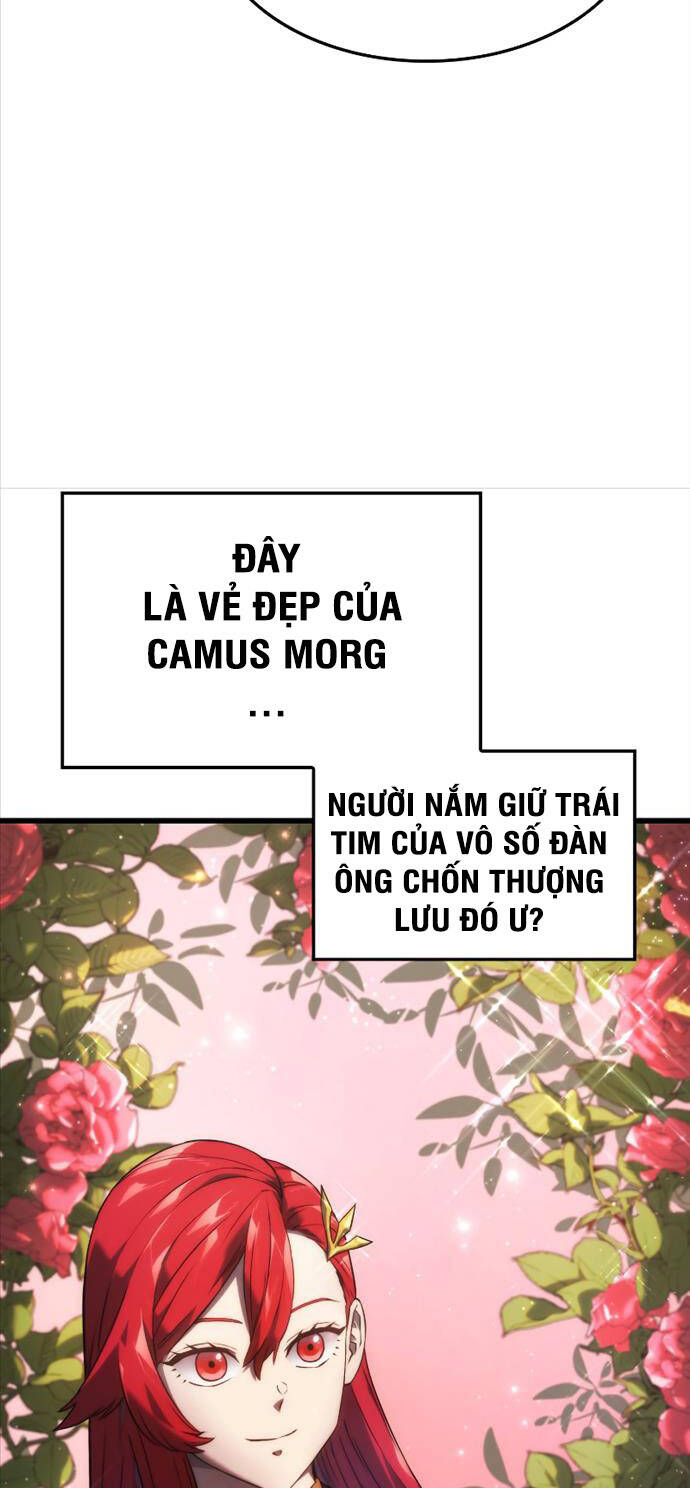 ĐÂY
LÀ VẺ ĐẸP CỦA
CAMUS MORG
...
NGƯỜI NẮM GIỮ TRÁI
TIM CỦA VÔ SỐ ĐÀN
ÔNG CHỐN THƯỢNG
LƯU ĐÓ Ư?